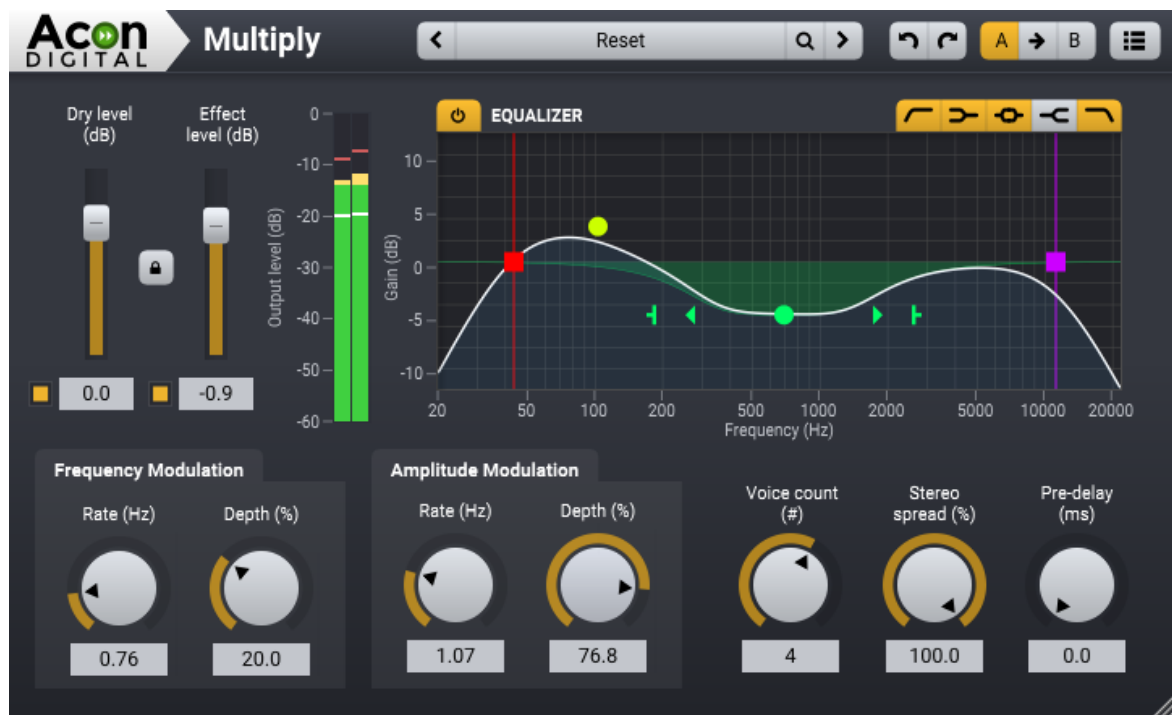 Acon
DIGITAL
Multiply
Reset
A
B
Dry level
(dB)
Effect
level (dB)
0.0
-0.9
Output level (dB)
0
-10
-20
-30
-40
-50
-60
EQUALIZER
Gain (dB)
10
5
0
-5
-10
20 50 100 200 500 1000 2000 5000 10000 20000
Frequency (Hz)
Frequency Modulation
Rate (Hz) Depth (%)
0.76 20.0
Amplitude Modulation
Rate (Hz) Depth (%)
1.07 76.8
Voice count
(#)
4
Stereo
spread (%)
100.0
Pre-delay
(ms)
0.0